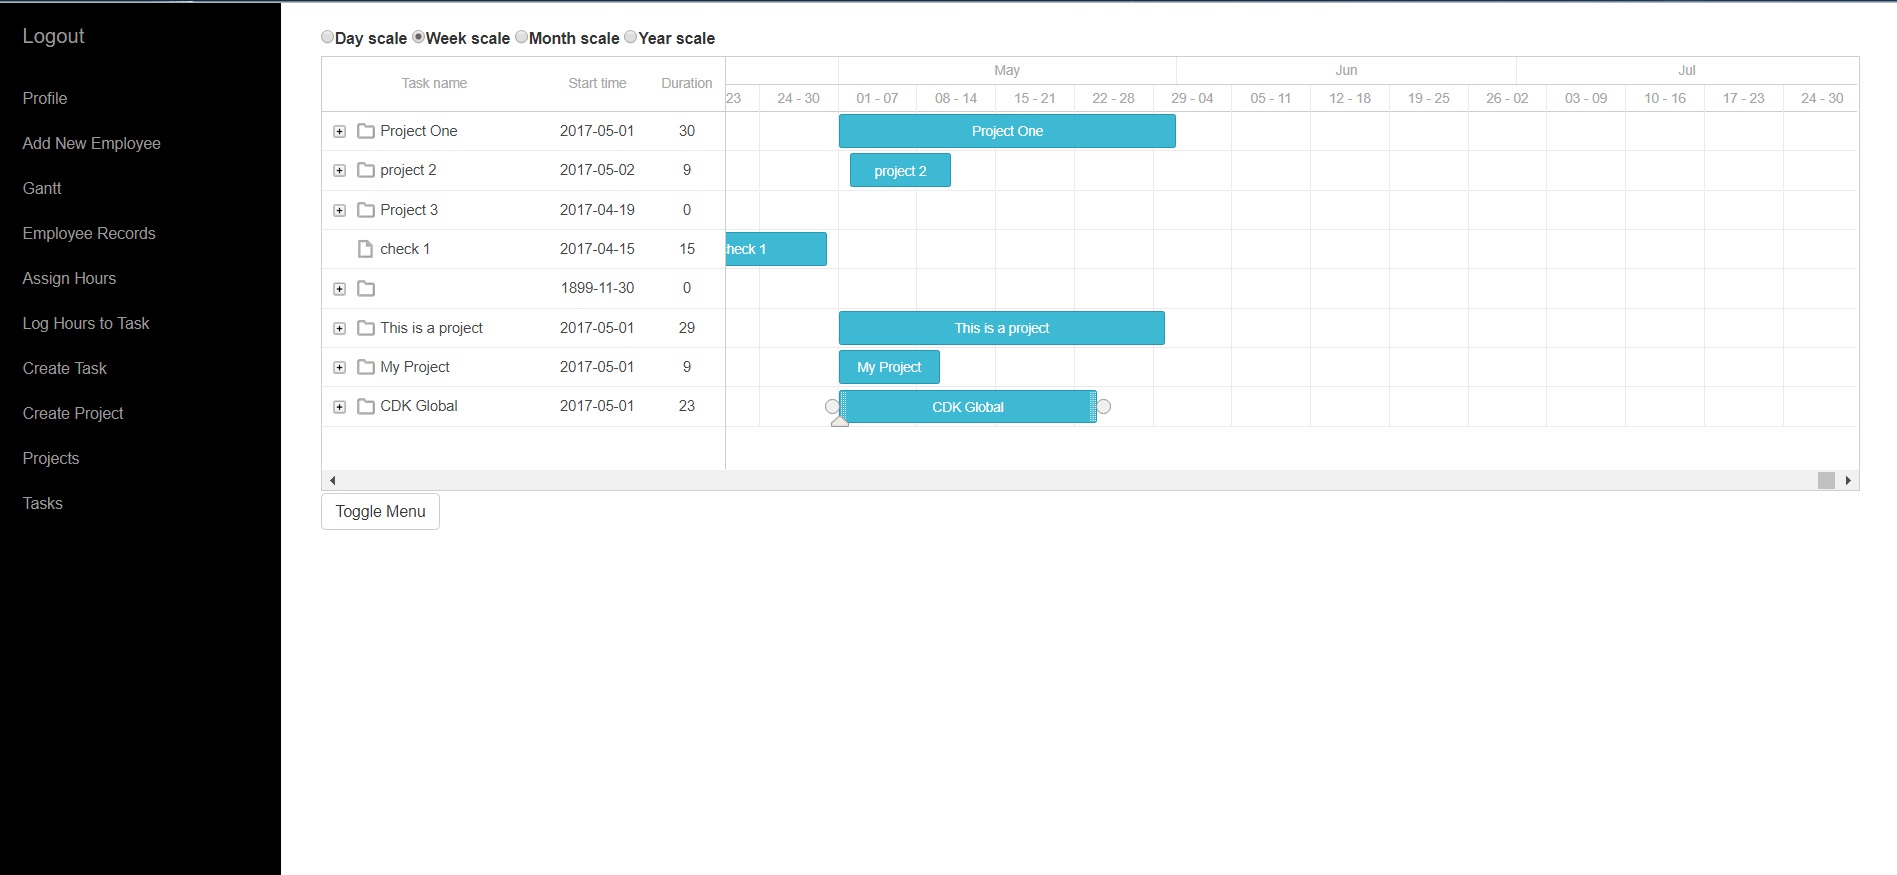 Logout
Profile
Add New Employee
Gantt
Employee Records
Assign Hours
Log Hours to Task
Create Task
Create Project
Projects
Tasks
Day scale Week scale Month scale Year scale
Task name Start time Duration May Jun Jul
23 24 - 30 01 - 07 08 - 14 15 - 21 22 - 28 29 - 04 05 - 11 12 - 18 19 - 25 26 - 02 03 - 09 10 - 16 17 - 23 24 - 30
Project One 2017-05-01 30 Project One
project 2 2017-05-02 9 project 2
Project 3 2017-04-19 0
check 1 2017-04-15 15 heck 1
1899-11-30 0
This is a project 2017-05-01 29 This is a project
My Project 2017-05-01 9 My Project
CDK Global 2017-05-01 23 CDK Global
Toggle Menu